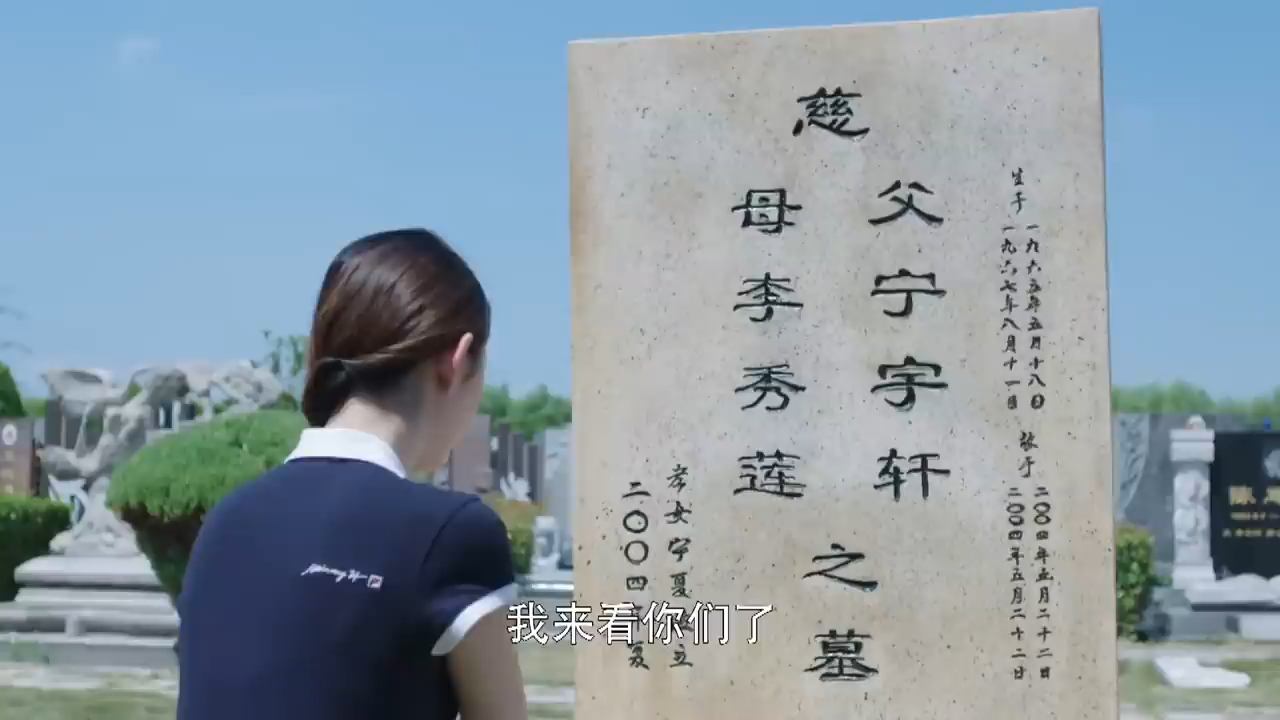 慈
父宁宇轩
母李秀莲
之墓
生于
一九六五年五月十八日
一九六七年八月十一日
故于
二〇〇四年五月二十二日
二〇〇四年五月二十二日
孝女宁夏立
二〇〇四夏
我来看你们了